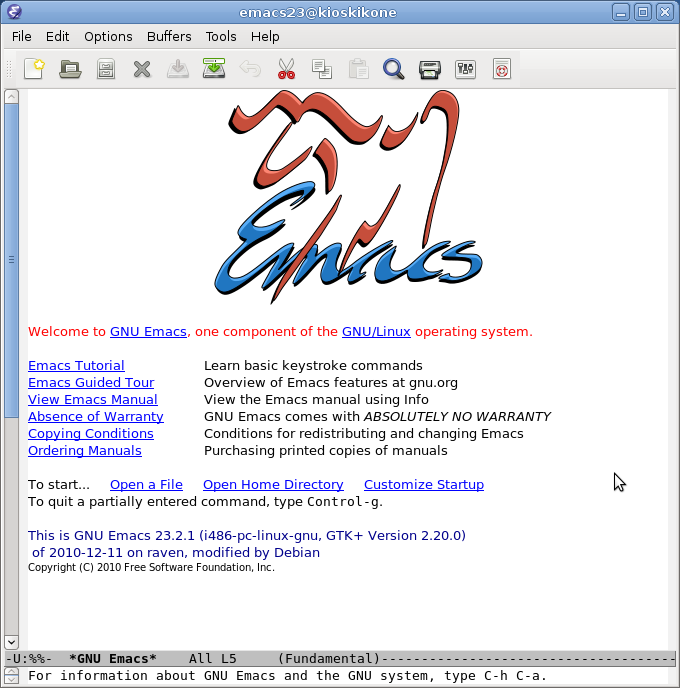 emacs23@kioskikone
File Edit Options Buffers Tools Help
Emacs
Welcome to GNU Emacs, one component of the GNU/Linux operating system.
Emacs Tutorial Learn basic keystroke commands
Emacs Guided Tour Overview of Emacs features at gnu.org
View Emacs Manual View the Emacs manual using Info
Absence of Warranty GNU Emacs comes with ABSOLUTELY NO WARRANTY
Copying Conditions Conditions for redistributing and changing Emacs
Ordering Manuals Purchasing printed copies of manuals
To start... Open a File Open Home Directory Customize Startup
To quit a partially entered command, type Control-g.
This is GNU Emacs 23.2.1 (i486-pc-linux-gnu, GTK+ Version 2.20.0)
of 2010-12-11 on raven, modified by Debian
Copyright (C) 2010 Free Software Foundation, Inc.
-U:%%- *GNU Emacs* All L5 (Fundamental)-----------------------------------
For information about GNU Emacs and the GNU system, type C-h C-a.